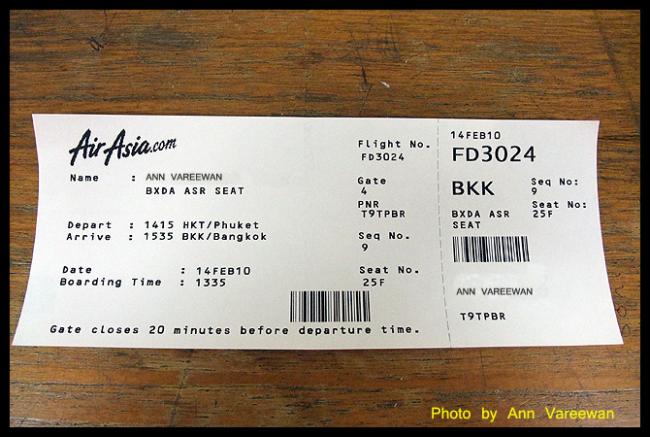 AirAsia.com
Name : ANN VAREEWAN
BXDA ASR SEAT
Depart : 1415 HKT/Phuket
Arrive : 1535 BKK/Bangkok
Date : 14FEB10
Boarding Time : 1335
Gate closes 20 minutes before departure time.
Flight No.
FD3024
Gate
4
PNR
T9TPBR
Seq No.
9
Seat No.
25F
14FEB10
FD3024
BKK
Seq No:
9
BXDA ASR
SEAT
Seat No:
25F
ANN VAREEWAN
T9TPBR
Photo by Ann Vareewan